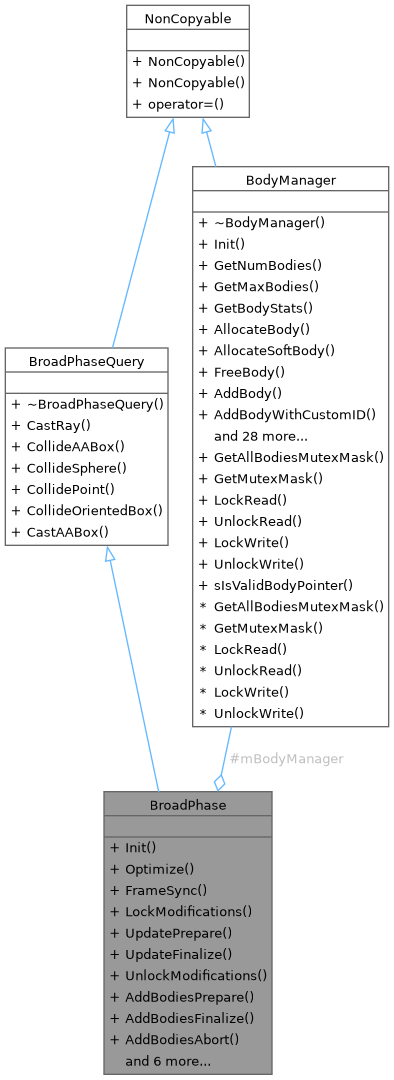 NonCopyable
+ NonCopyable()
+ NonCopyable()
+ operator=()
BodyManager
+ ~BodyManager()
+ Init()
+ GetNumBodies()
+ GetMaxBodies()
+ GetBodyStats()
+ AllocateBody()
+ AllocateSoftBody()
+ FreeBody()
+ AddBody()
+ AddBodyWithCustomID()
and 28 more...
+ GetAllBodiesMutexMask()
+ GetMutexMask()
+ LockRead()
+ UnlockRead()
+ LockWrite()
+ UnlockWrite()
+ sIsValidBodyPointer()
* GetAllBodiesMutexMask()
* GetMutexMask()
* LockRead()
* UnlockRead()
* LockWrite()
* UnlockWrite()
BroadPhaseQuery
+ ~BroadPhaseQuery()
+ CastRay()
+ CollideAABox()
+ CollideSphere()
+ CollidePoint()
+ CollideOrientedBox()
+ CastAABox()
#mBodyManager
BroadPhase
+ Init()
+ Optimize()
+ FrameSync()
+ LockModifications()
+ UpdatePrepare()
+ UpdateFinalize()
+ UnlockModifications()
+ AddBodiesPrepare()
+ AddBodiesFinalize()
+ AddBodiesAbort()
and 6 more...